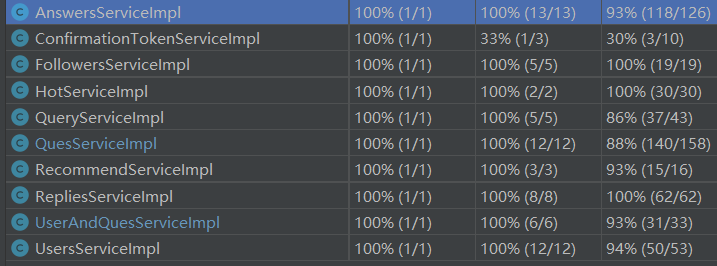 C AnswersServiceImpl 100% (1/1) 100% (13/13) 93% (118/126)
C ConfirmationTokenServiceImpl 100% (1/1) 33% (1/3) 30% (3/10)
C FollowersServiceImpl 100% (1/1) 100% (5/5) 100% (19/19)
C HotServiceImpl 100% (1/1) 100% (2/2) 100% (30/30)
C QueryServiceImpl 100% (1/1) 100% (5/5) 86% (37/43)
C QuesServiceImpl 100% (1/1) 100% (12/12) 88% (140/158)
C RecommendServiceImpl 100% (1/1) 100% (3/3) 93% (15/16)
C RepliesServiceImpl 100% (1/1) 100% (8/8) 100% (62/62)
C UserAndQuesServiceImpl 100% (1/1) 100% (6/6) 93% (31/33)
C UsersServiceImpl 100% (1/1) 100% (12/12) 94% (50/53)